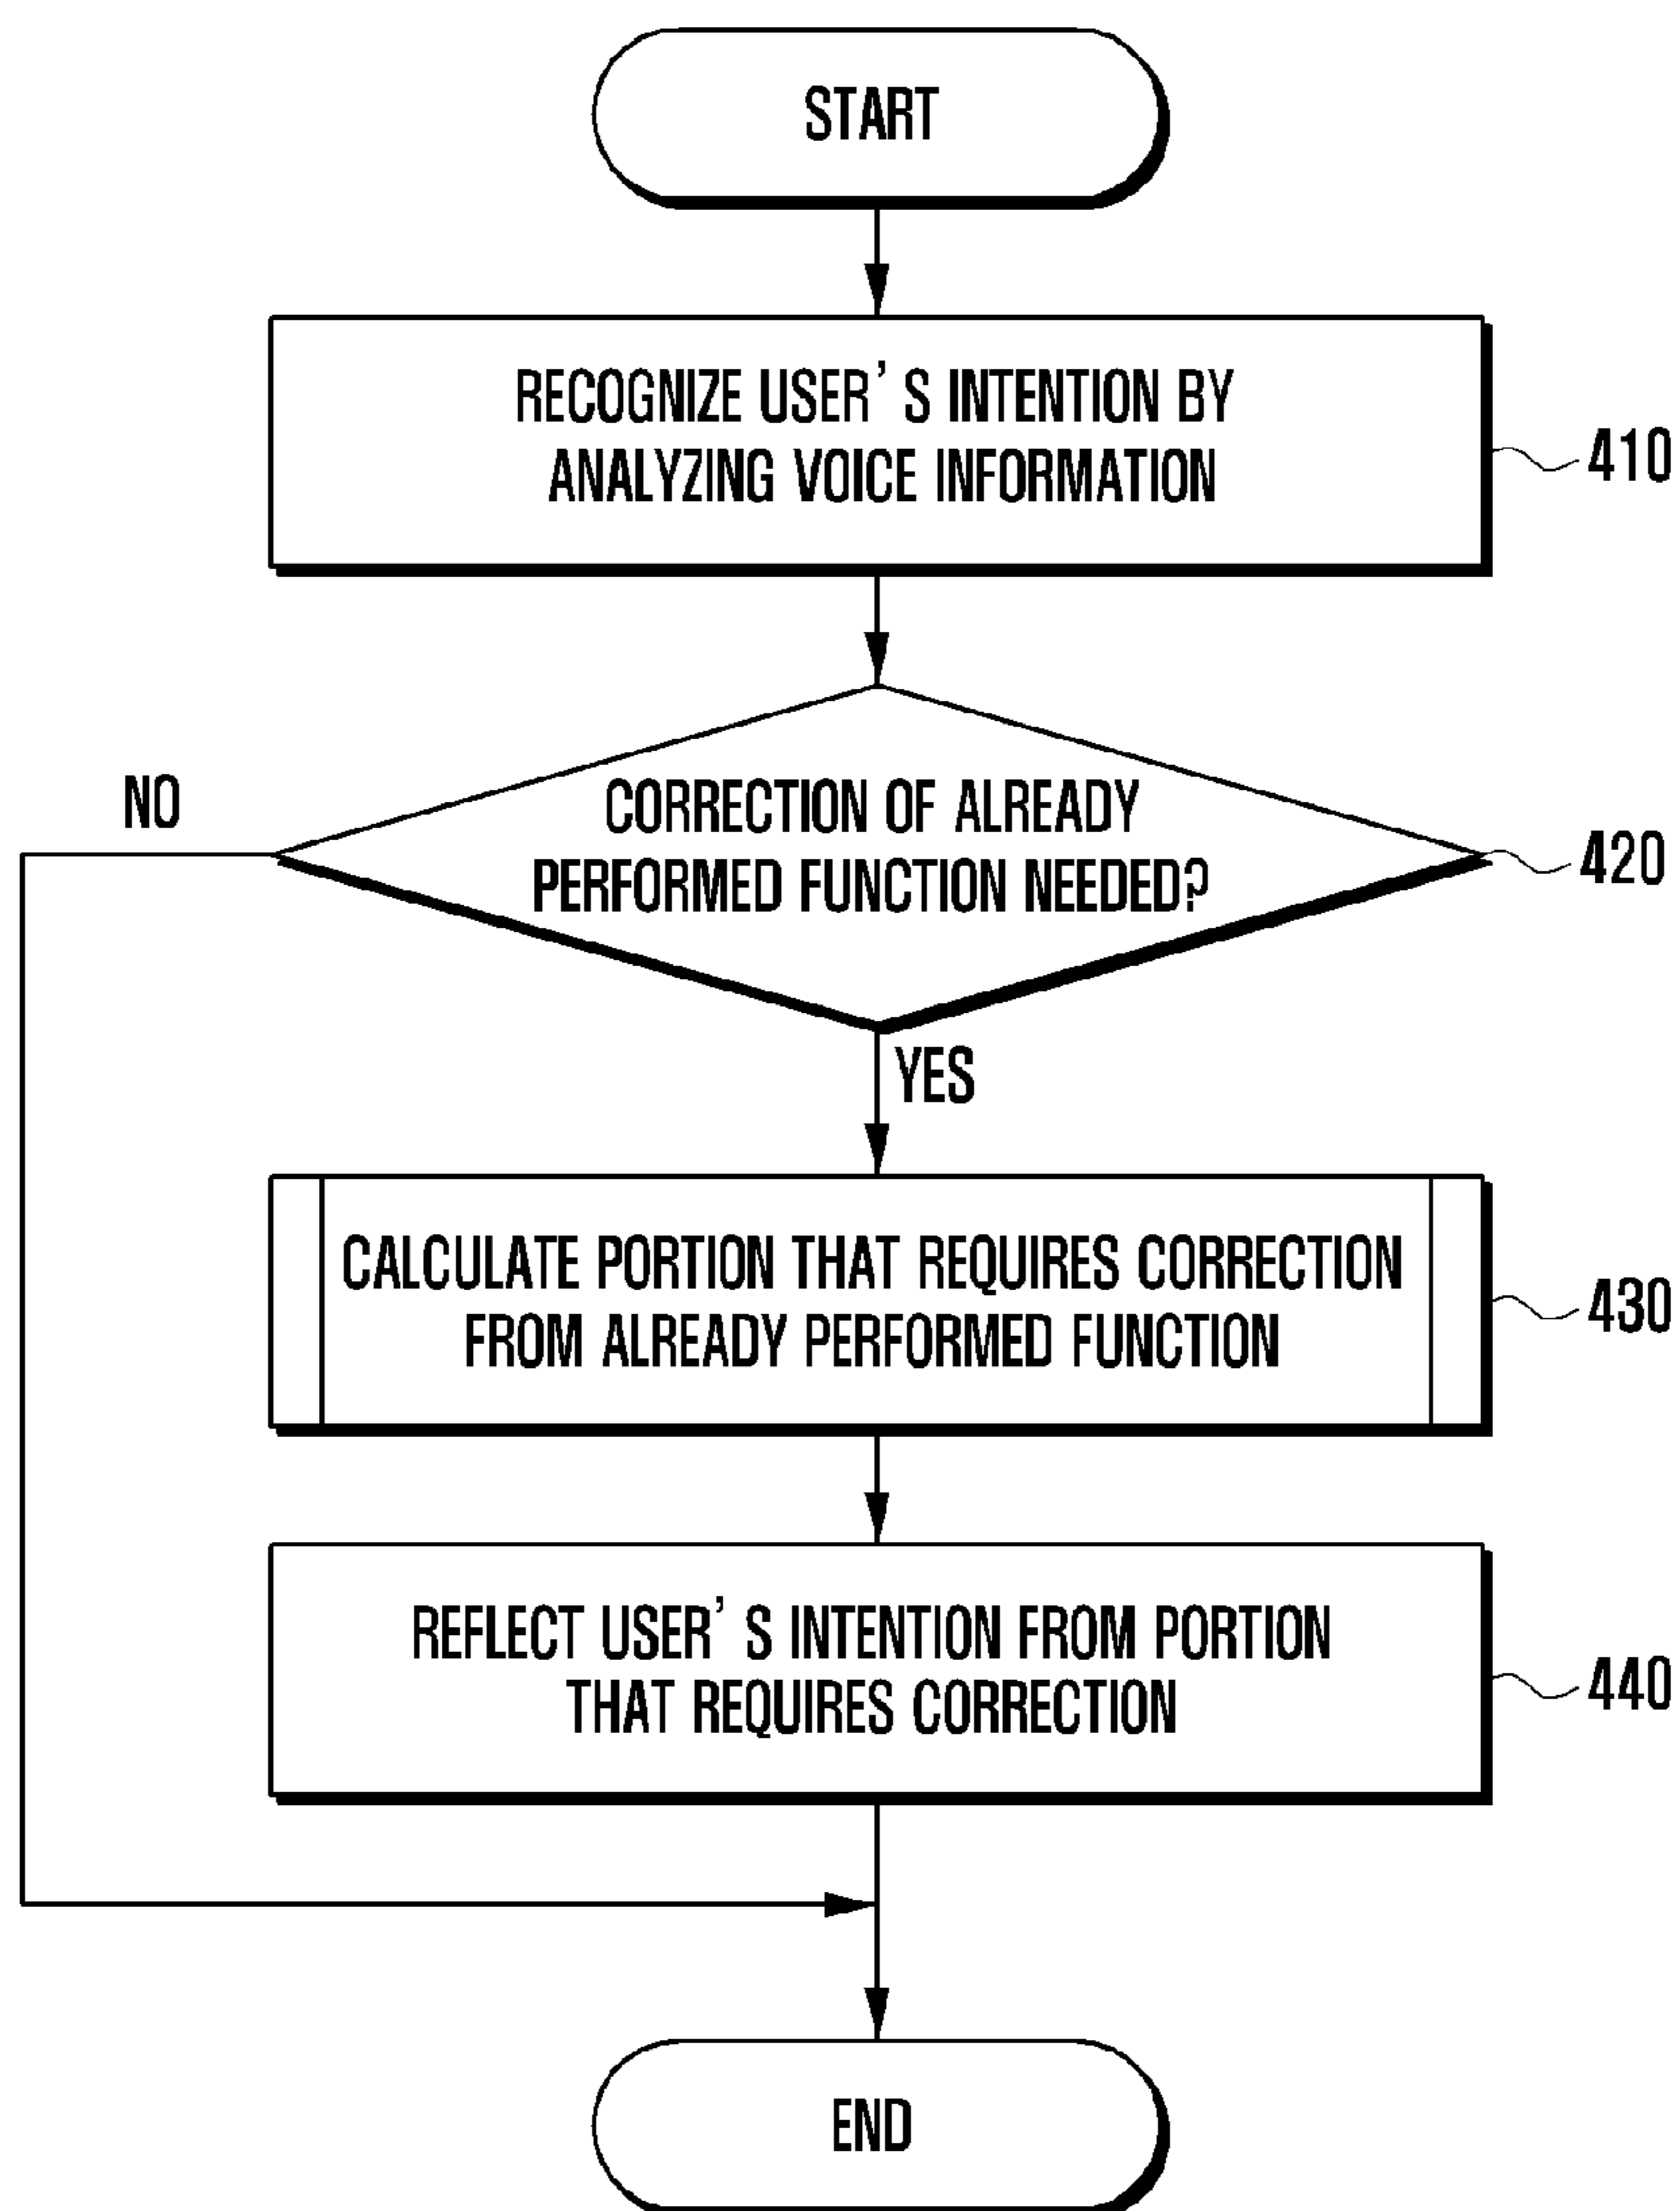 START
RECOGNIZE USER'S INTENTION BY
ANALYZING VOICE INFORMATION
410
NO
CORRECTION OF ALREADY
PERFORMED FUNCTION NEEDED?
420
YES
CALCULATE PORTION THAT REQUIRES CORRECTION
FROM ALREADY PERFORMED FUNCTION
430
REFLECT USER'S INTENTION FROM PORTION
THAT REQUIRES CORRECTION
440
END